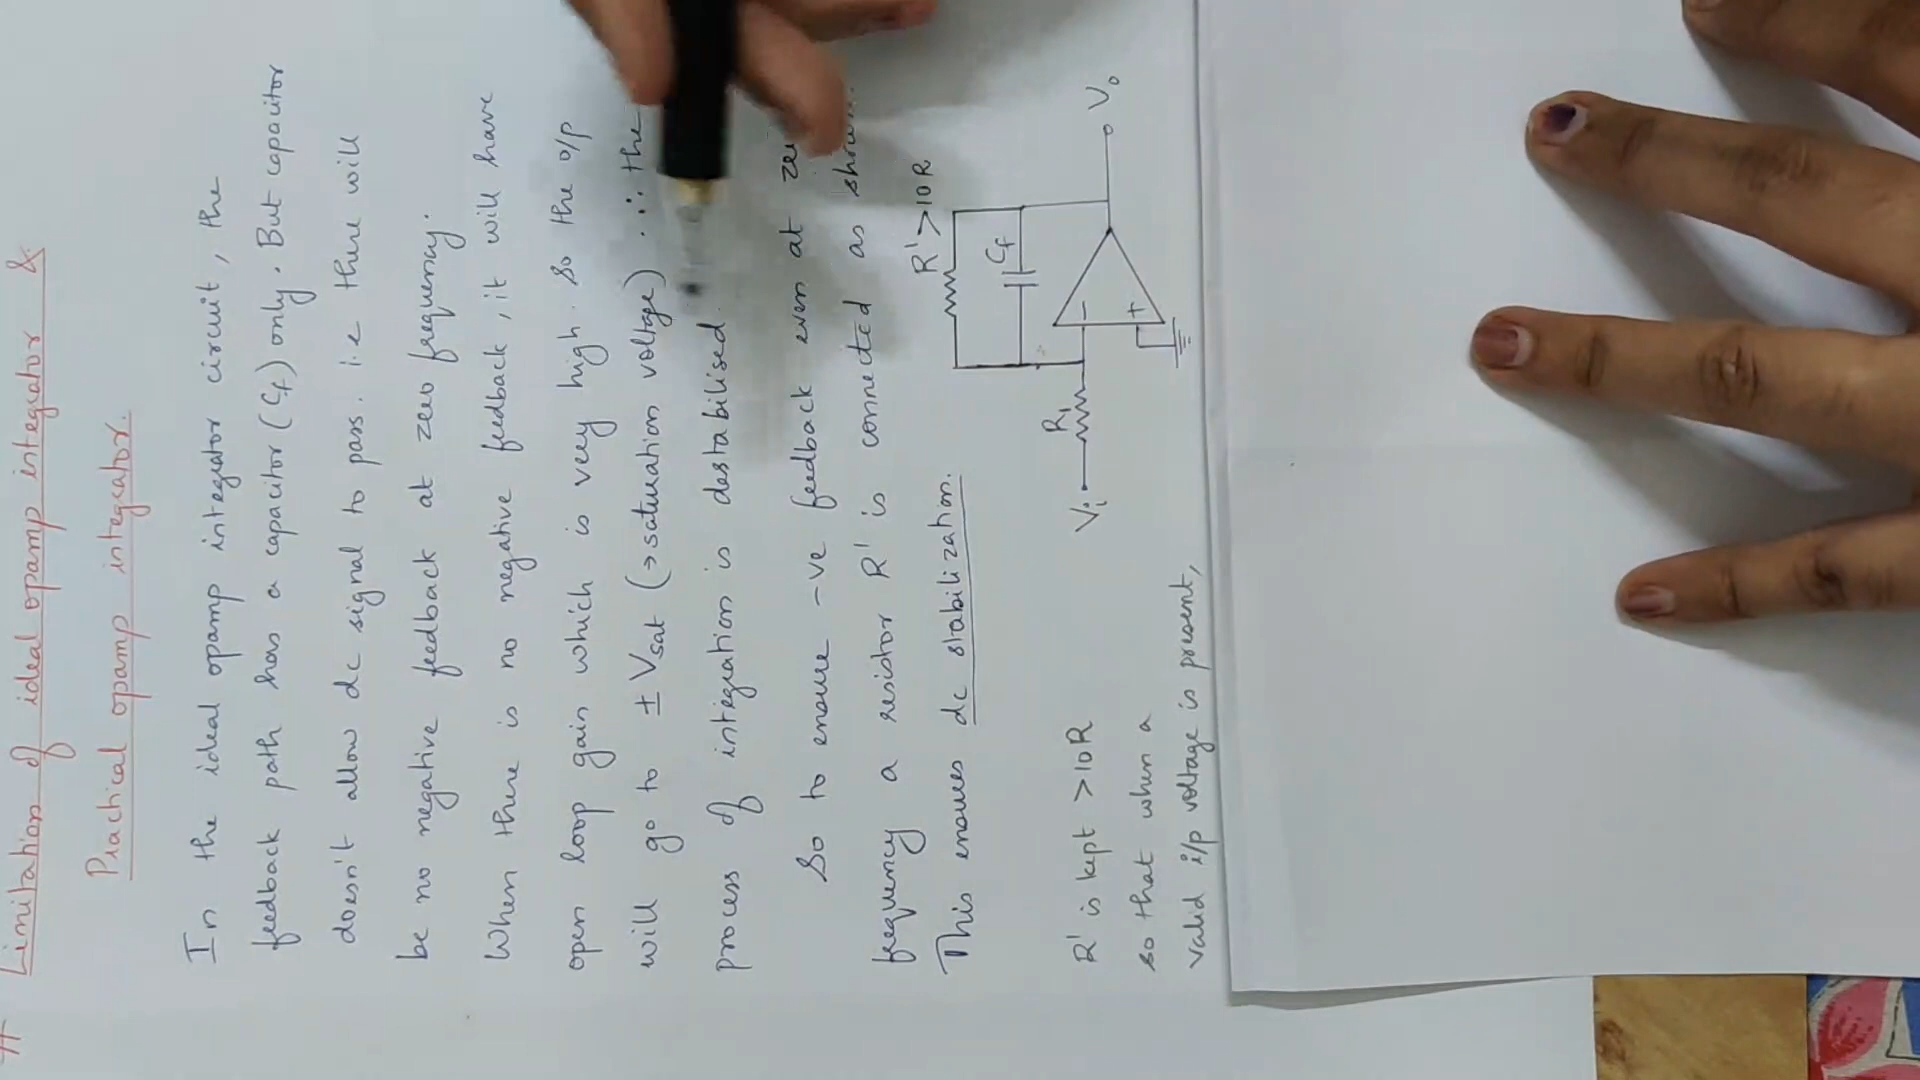 # Limitation of ideal opamp integrator &
Practical opamp integrator.
In the ideal opamp integrator circuit, the
feedback path has a capacitor (Cf) only. But capacitor
doesn't allow dc signal to pass. i.e there will
be no negative feedback at zero frequency.
When there is no negative feedback, it will have
open loop gain which is very high. So the o/p
will go to ± Vsat (→ saturation voltage) ∴ the
process of integration is destabilised.
So to ensure -ve feedback even at
frequency a resistor R' is connected as
This ensures dc stabilization.
R' > 10R
Cf
R1
Vi
−
+
Vo
R' is kept > 10R
so that when a
valid i/p voltage is present,